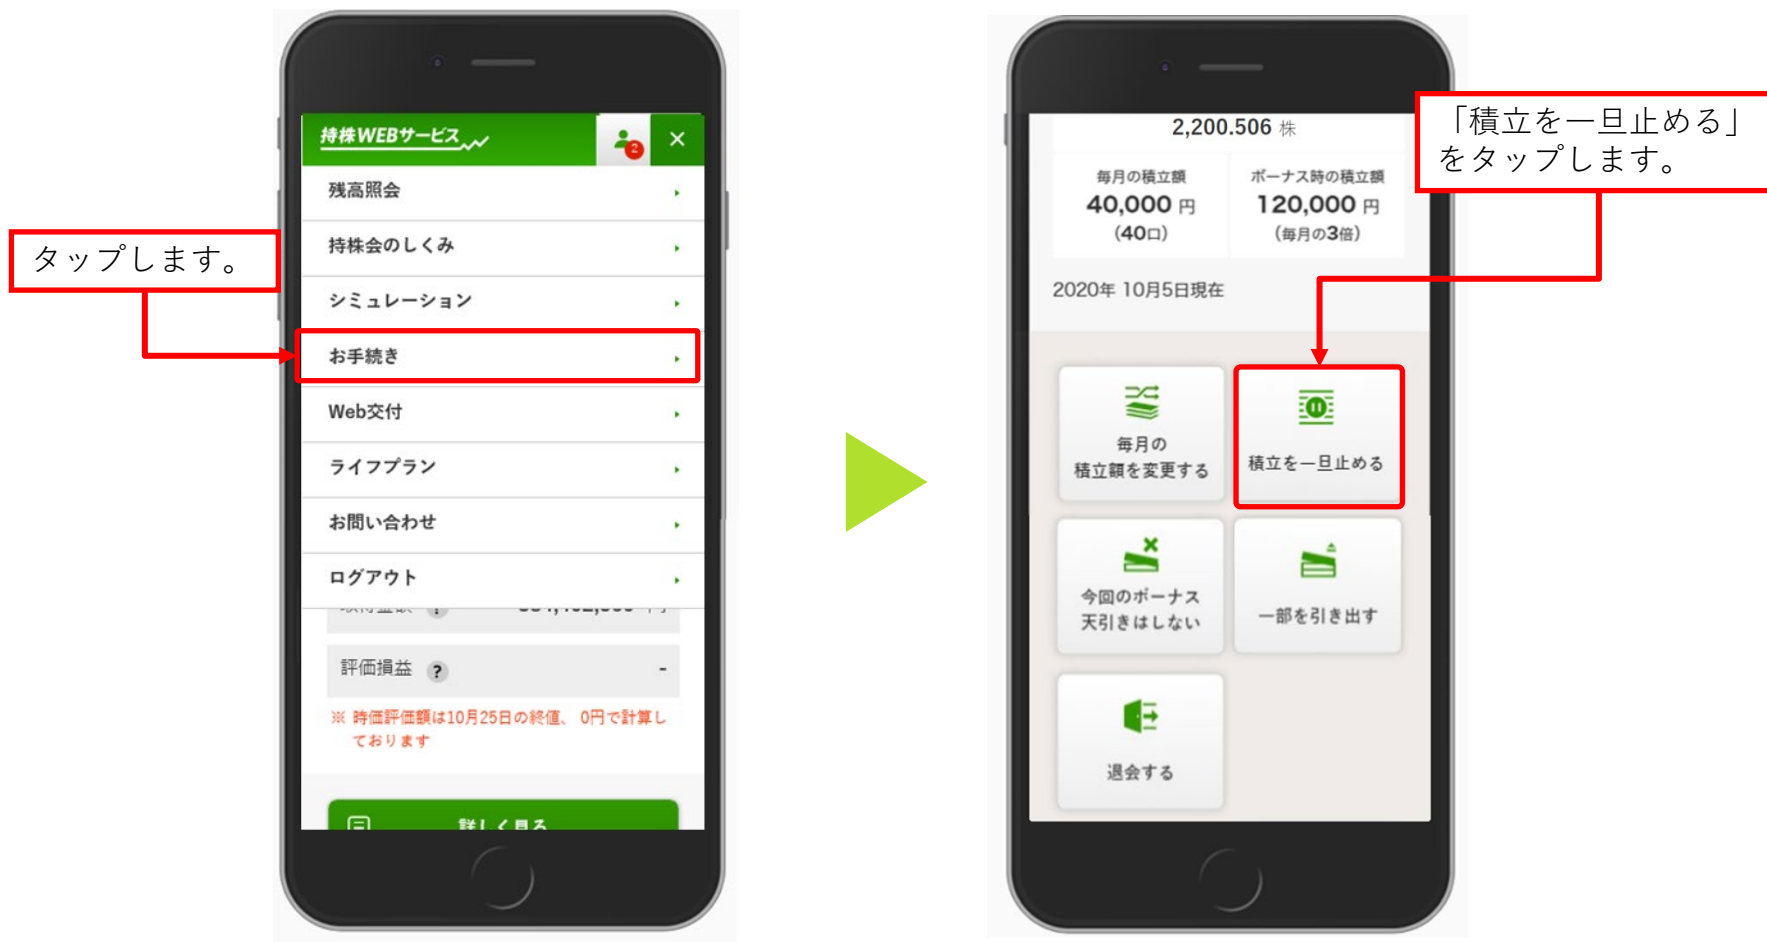 タップします。
持株WEBサービス
2
×
残高照会
持株会のしくみ
シミュレーション
お手続き
Web交付
ライフプラン
お問い合わせ
ログアウト
評価損益 ? -
※ 時価評価額は10月25日の終値、 0円で計算し
ております
詳しく見る
「積立を一旦止める」
をタップします。
2,200.506 株
毎月の積立額
40,000 円
(40口)
ボーナス時の積立額
120,000 円
(毎月の3倍)
2020年 10月5日現在
毎月の
積立額を変更する
積立を一旦止める
今回のボーナス
天引きはしない
一部を引き出す
退会する